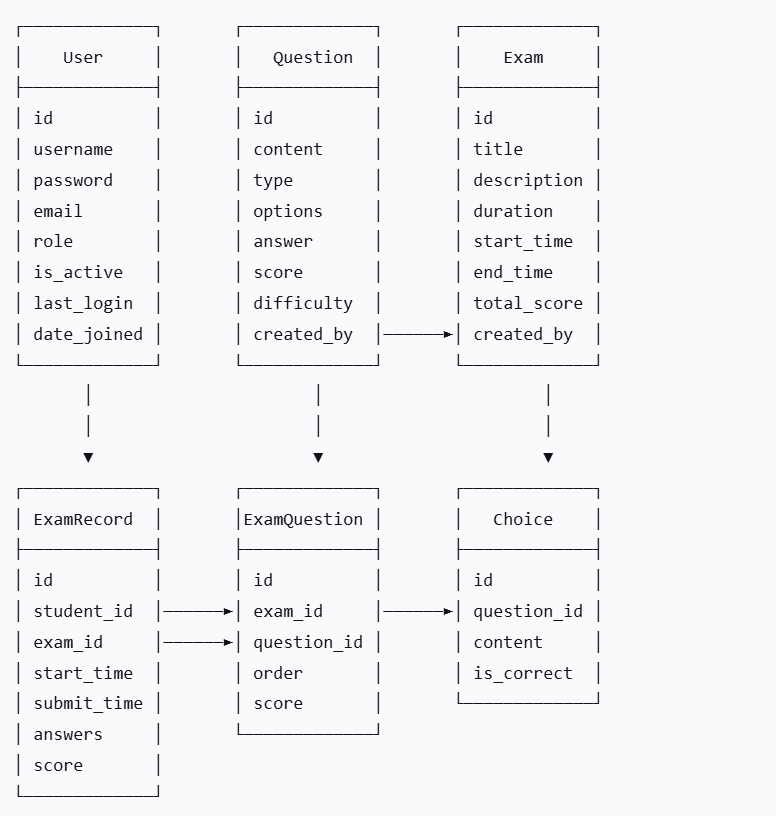 User Question Exam
id id id
username content title
password type description
email options duration
role answer start_time
is_active score end_time
last_login difficulty total_score
date_joined created_by created_by
ExamRecord ExamQuestion Choice
id id id
student_id exam_id question_id
exam_id question_id content
start_time order is_correct
submit_time score
answers
score